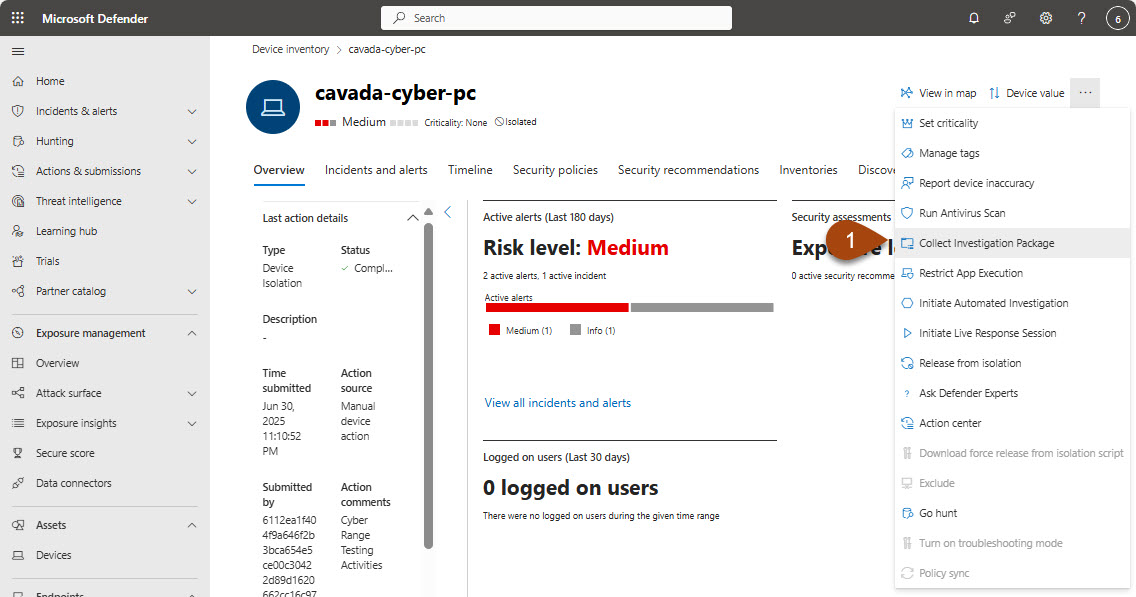 Microsoft Defender
Search
6
Home
Incidents & alerts
Hunting
Actions & submissions
Threat intelligence
Learning hub
Trials
Partner catalog
Exposure management
Overview
Attack surface
Exposure insights
Secure score
Data connectors
Assets
Devices
Endpoints
Device inventory > cavada-cyber-pc
cavada-cyber-pc
Medium Criticality: None Isolated
View in map Device value ...
Overview Incidents and alerts Timeline Security policies Security recommendations Inventories Discove
Last action details
Type Status
Device Isolation
Compl...
Description
-
Time submitted
Action source
Jun 30, 2025 11:10:52 PM
Manual device action
Submitted by
Action comments
6112ea1f40
4f9a646f2b
3bca654e5
ce00c3042
2d89d1620
662cc16c97
Cyber Range Testing Activities
Active alerts (Last 180 days)
Risk level: Medium
2 active alerts, 1 active incident
Active alerts
Medium (1) Info (1)
View all incidents and alerts
Logged on users (Last 30 days)
0 logged on users
There were no logged on users during the given time range
Security assessments
0 active security recomme
1
Set criticality
Manage tags
Report device inaccuracy
Run Antivirus Scan
Collect Investigation Package
Restrict App Execution
Initiate Automated Investigation
Initiate Live Response Session
Release from isolation
? Ask Defender Experts
Action center
Download force release from isolation script
Exclude
Go hunt
Turn on troubleshooting mode
Policy sync